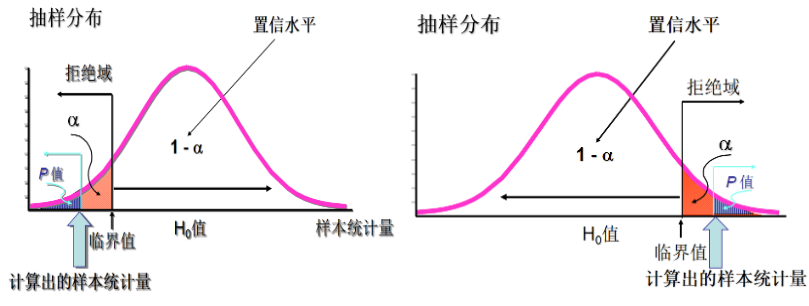 抽样分布
置信水平
拒绝域
α
1 - α
P 值
临界值
H₀值
样本统计量
计算出的样本统计量
抽样分布
置信水平
拒绝域
α
1 - α
P 值
H₀值
临界值
计算出的样本统计量